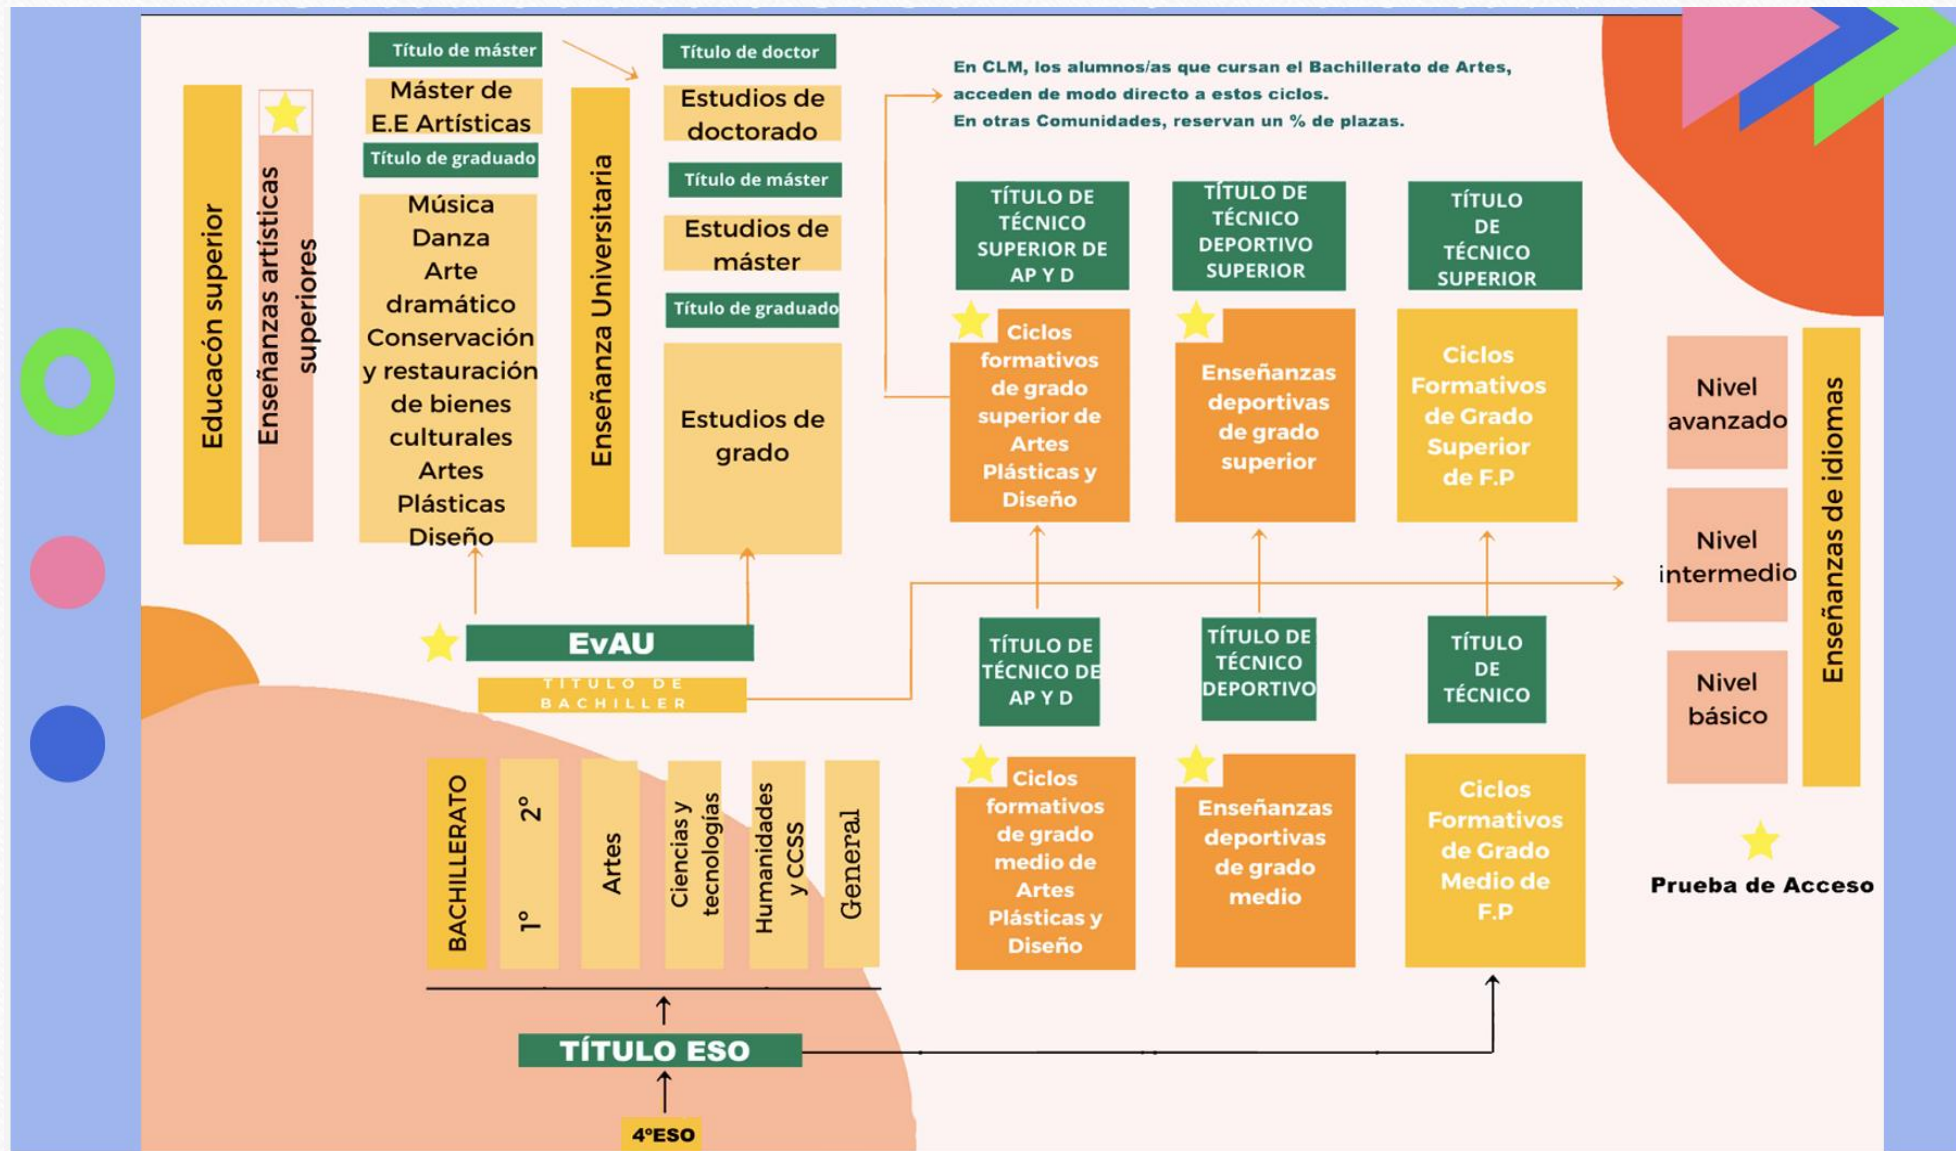 Título de máster
Máster de
E.E Artísticas
Título de graduado
Música
Danza
Arte
dramático
Conservación
y restauración
de bienes
culturales
Artes
Plásticas
Diseño
Educacón superior
Enseñanzas artísticas
superiores
Enseñanza Universitaria
Título de doctor
Estudios de
doctorado
Título de máster
Estudios de
máster
Título de graduado
Estudios de
grado
En CLM, los alumnos/as que cursan el Bachillerato de Artes,
acceden de modo directo a estos ciclos.
En otras Comunidades, reservan un % de plazas.
TÍTULO DE
TÉCNICO
SUPERIOR DE
AP Y D
TÍTULO DE
TÉCNICO
DEPORTIVO
SUPERIOR
TÍTULO
DE
TÉCNICO
SUPERIOR
Ciclos
formativos
de grado
superior de
Artes
Plásticas y
Diseño
Enseñanzas
deportivas
de grado
superior
Ciclos
Formativos
de Grado
Superior
de F.P
Nivel
avanzado
Nivel
intermedio
Nivel
básico
Enseñanzas de idiomas
EvAU
TÍTULO DE
BACHILLER
TÍTULO DE
TÉCNICO DE
AP Y D
TÍTULO DE
TÉCNICO
DEPORTIVO
TÍTULO
DE
TÉCNICO
BACHILLERATO
1º 2º
Artes
Ciencias y
tecnologías
Humanidades
y CCSS
General
Ciclos
formativos
de grado
medio de
Artes
Plásticas y
Diseño
Enseñanzas
deportivas
de grado
medio
Ciclos
Formativos
de Grado
Medio de
F.P
Prueba de Acceso
TÍTULO ESO
4ºESO